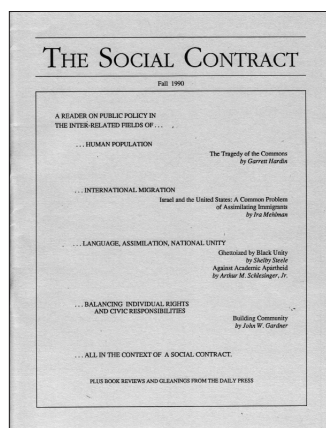 THE SOCIAL CONTRACT
Fall 1990
A READER ON PUBLIC POLICY IN
THE INTER-RELATED FIELDS OF . . .
. . . HUMAN POPULATION
The Tragedy of the Commons
by Garrett Hardin
. . . INTERNATIONAL MIGRATION
Israel and the United States: A Common Problem
of Assimilating Immigrants
by Ira Mehlman
. . . LANGUAGE, ASSIMILATION, NATIONAL UNITY
Ghettoized by Black Unity
by Shelby Steele
Against Academic Apartheid
by Arthur M. Schlesinger, Jr.
. . . BALANCING INDIVIDUAL RIGHTS
AND CIVIC RESPONSIBILITIES
Building Community
by John W. Gardner
. . . ALL IN THE CONTEXT OF A SOCIAL CONTRACT.
PLUS BOOK REVIEWS AND GLEANINGS FROM THE DAILY PRESS